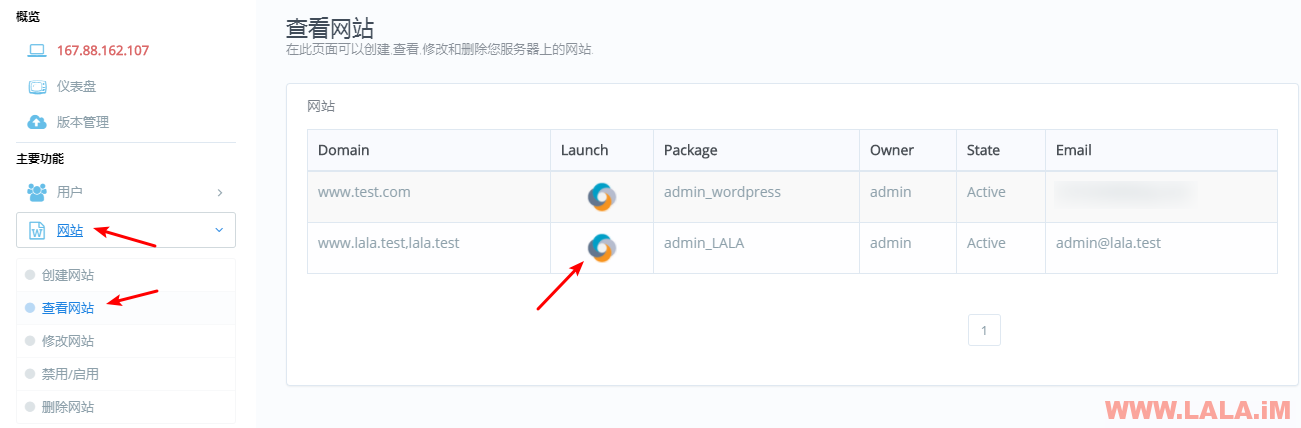 概览
167.88.162.107
仪表盘
版本管理
主要功能
用户
网站
创建网站
查看网站
修改网站
禁用/启用
删除网站
查看网站
在此页面可以创建,查看,修改和删除您服务器上的网站.
网站
Domain Launch Package Owner State Email
www.test.com admin_wordpress admin Active
www.lala.test,lala.test admin_LALA admin Active admin@lala.test
1
WWW.LALA.iM